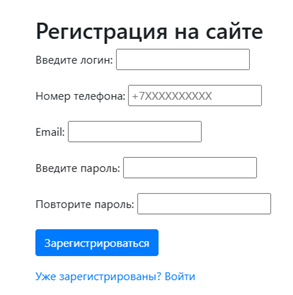 Регистрация на сайте
Введите логин:
Номер телефона: +7XXXXXXXXXX
Email:
Введите пароль:
Повторите пароль:
Зарегистрироваться
Уже зарегистрированы? Войти